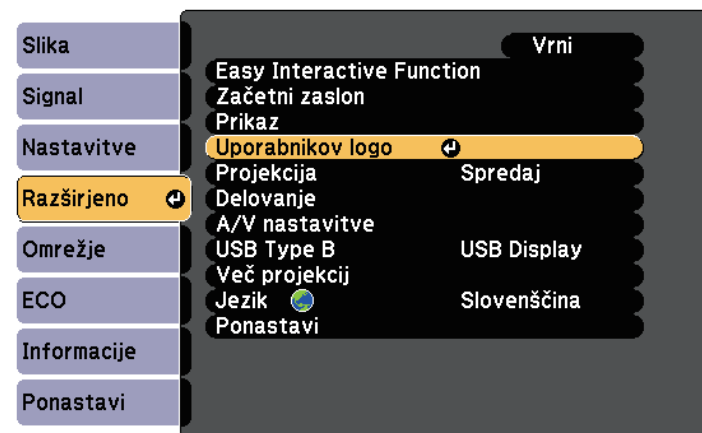 Slika
Signal
Nastavitve
Razširjeno
Omrežje
ECO
Informacije
Ponastavi
Vrni
Easy Interactive Function
Začetni zaslon
Prikaz
Uporabnikov logo
Projekcija Spredaj
Delovanje
A/V nastavitve
USB Type B USB Display
Več projekcij
Jezik Slovenščina
Ponastavi